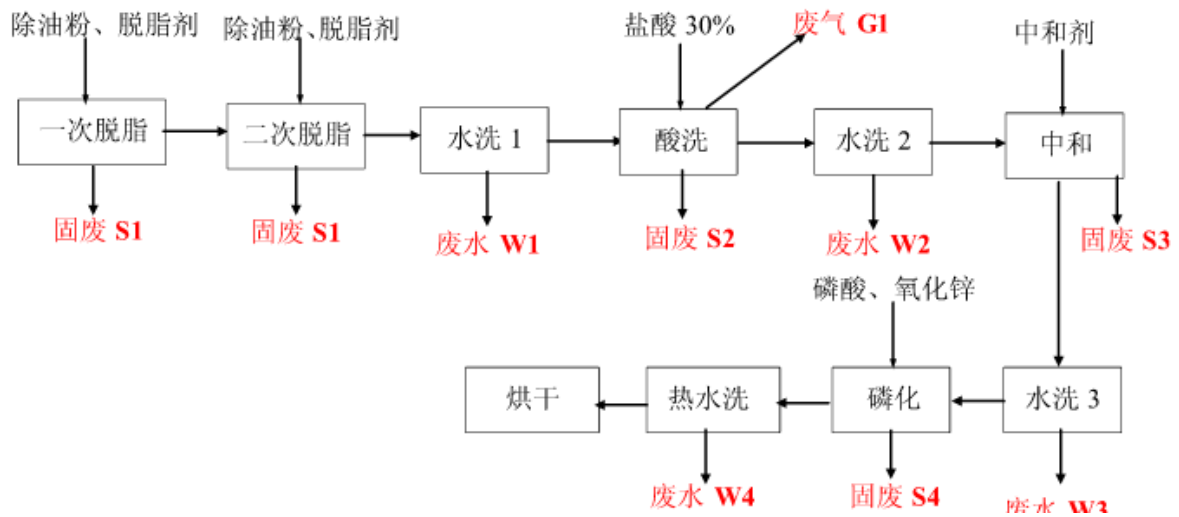 除油粉、脱脂剂
除油粉、脱脂剂
盐酸 30%
废气 G1
中和剂
一次脱脂
二次脱脂
水洗 1
酸洗
水洗 2
中和
固废 S1
固废 S1
废水 W1
固废 S2
废水 W2
固废 S3
磷酸、氧化锌
烘干
热水洗
磷化
水洗 3
废水 W4
固废 S4
废水 W3